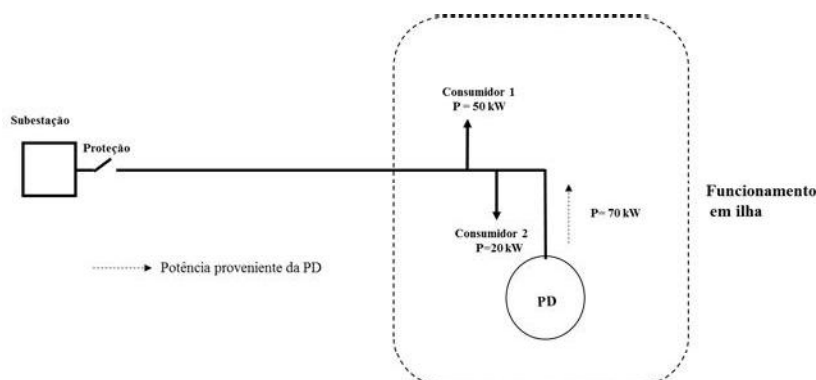 Consumidor 1
P = 50 kW
Subestação
Proteção
Funcionamento
em ilha
P= 70 kW
Consumidor 2
P=20 kW
Potência proveniente da PD
PD